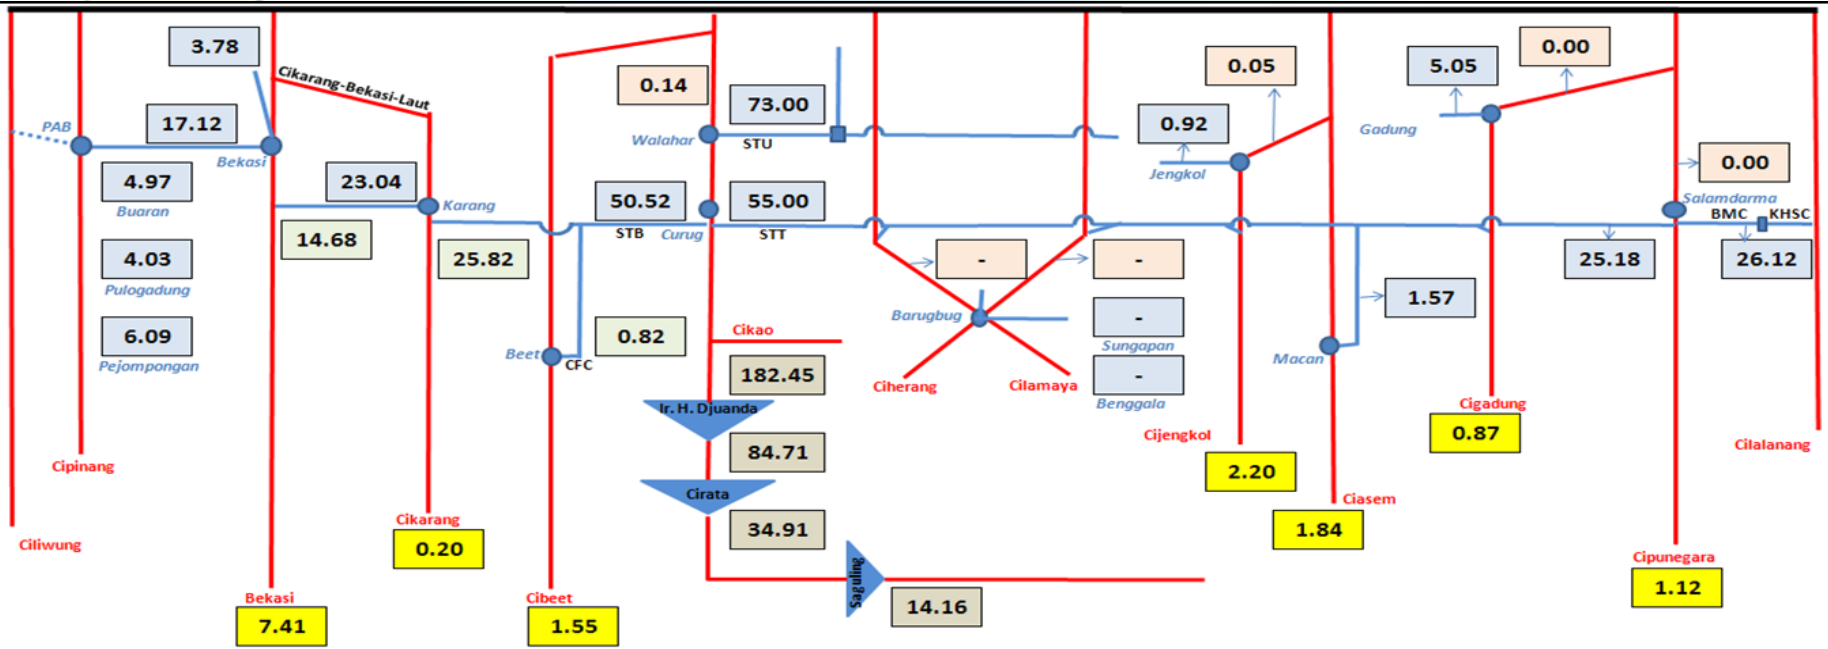 3.78
Cikarang-Bekasi-Laut
0.14
73.00
0.05
5.05
0.00
PAB
17.12
Bekasi
Walahar
STU
0.92
Jengkol
Gadung
0.00
4.97
Buaran
23.04
Karang
50.52
STB
Curug
55.00
STT
Salamdarma
BMC
KHSC
14.68
25.82
-
-
25.18
26.12
4.03
Pulogadung
1.57
6.09
Pejompongan
Beet
CFC
0.82
Cikao
Barugbug
-
Sungapan
Macan
182.45
Ciherang
Cilamaya
-
Benggala
Ir. H. Djuanda
84.71
Cijengkol
2.20
Cigadung
0.87
Cilalanang
Cipinang
Cirata
34.91
Ciasem
1.84
Ciliwung
Cikarang
0.20
Cipunegara
1.12
Saguling
14.16
Bekasi
7.41
Cibeet
1.55